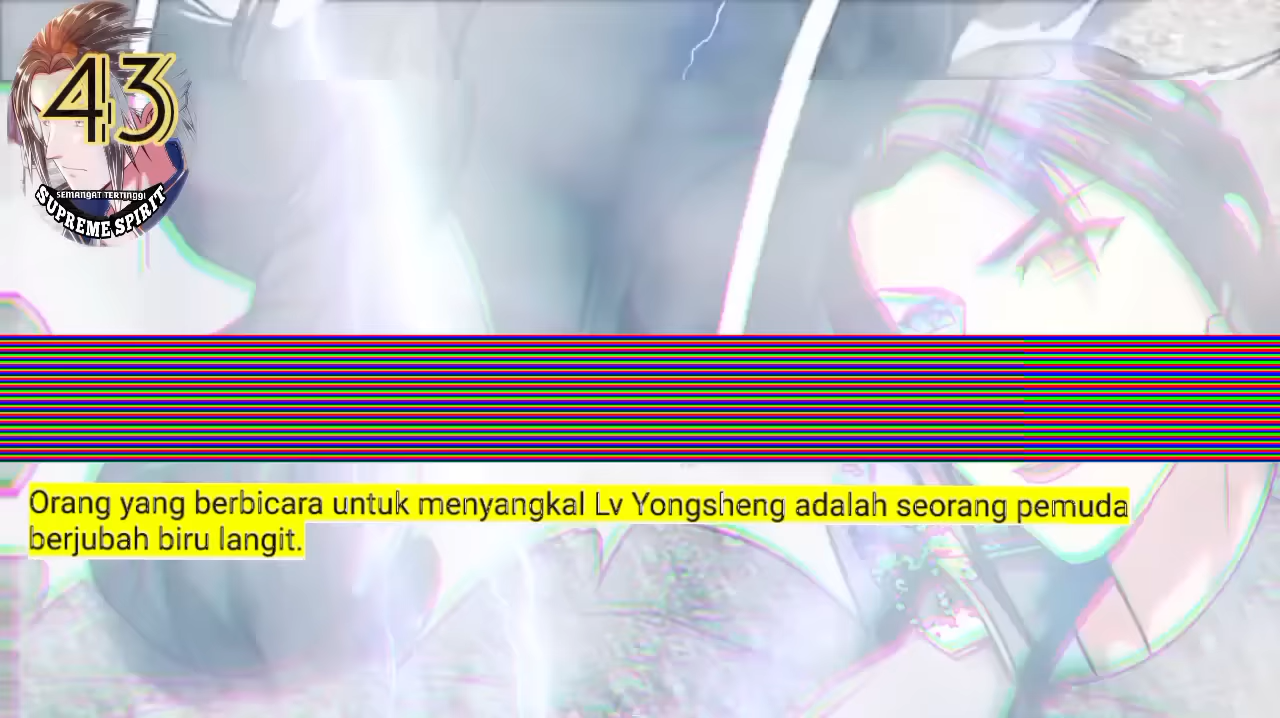 43
SEMANGAT TERTINGGI
SUPREME SPIRIT
Orang yang berbicara untuk menyangkal Lv Yongsheng adalah seorang pemuda
berjubah biru langit.